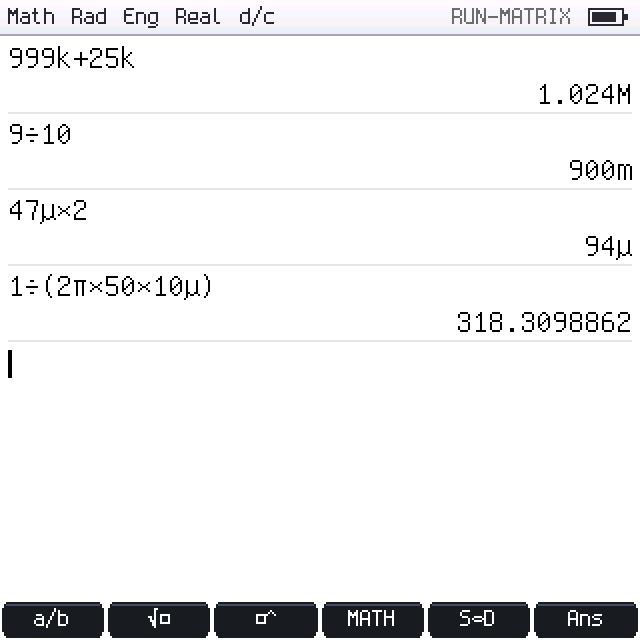 Math Rad Eng Real d/c RUN-MATRIX
999k+25k
1.024M
9÷10
900m
47μ×2
94μ
1÷(2π×50×10μ)
318.3098862
a/b √▫ ▫^ MATH S=D Ans